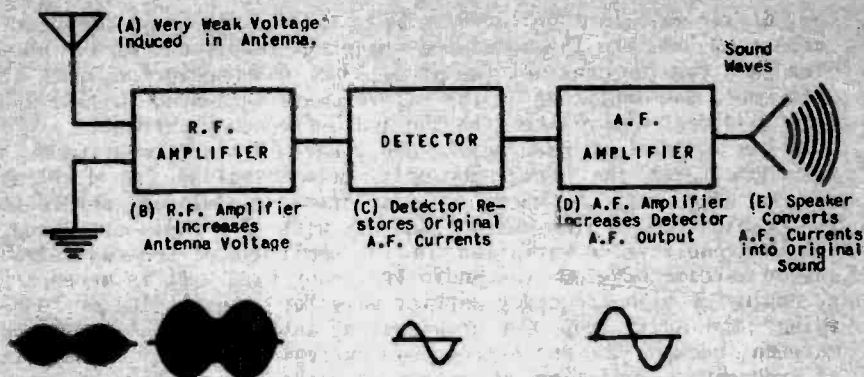 (A) Very Weak Voltage
Induced in Antenna.
Sound
Waves
R.F.
AMPLIFIER
DETECTOR
A.F.
AMPLIFIER
(B) R.F. Amplifier
Increases
Antenna Voltage
(C) Detector Re-
stores Original
A.F. Currents
(D) A.F. Amplifier
Increases Detector
A.F. Output
(E) Speaker
Converts
A.F. Currents
into Original
Sound